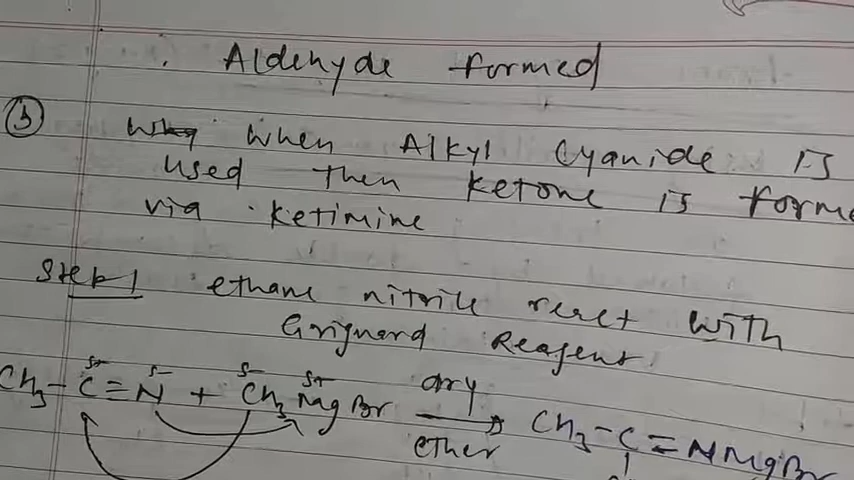 Aldehyde formed
③ When Alkyl Cyanide is
used then ketone is forme
via ketimine
Step 1 ethane nitrile react with
Grignard Reagent
CH₃-C≡N + CH₃MgBr dry ether → CH₃-C=NMgBr